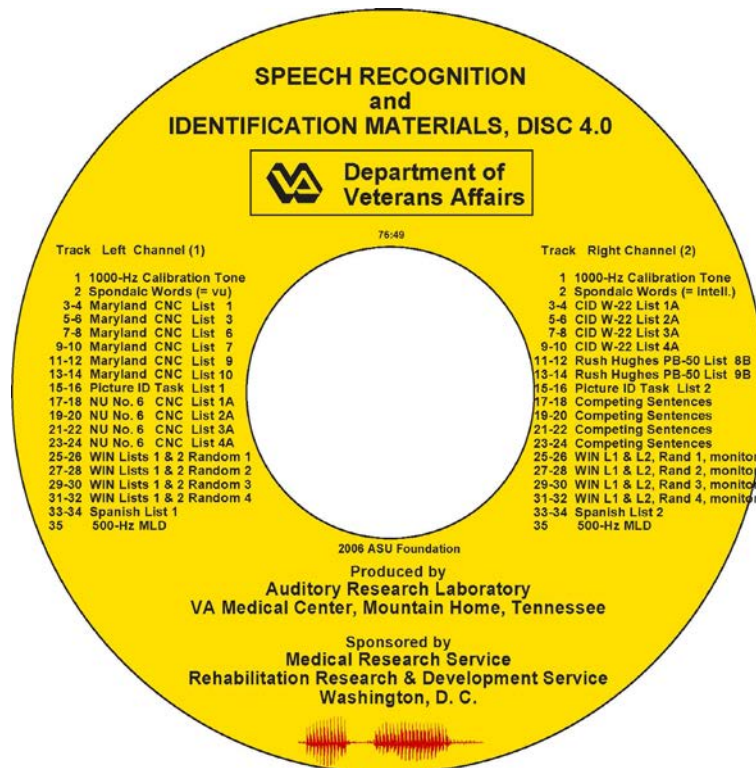 SPEECH RECOGNITION
and
IDENTIFICATION MATERIALS, DISC 4.0
VA
Department of
Veterans Affairs
76:49
Track Left Channel (1)
1 1000-Hz Calibration Tone
2 Spondaic Words (= vu)
3-4 Maryland CNC List 1
5-6 Maryland CNC List 3
7-8 Maryland CNC List 6
9-10 Maryland CNC List 7
11-12 Maryland CNC List 9
13-14 Maryland CNC List 10
15-16 Picture ID Task List 1
17-18 NU No. 6 CNC List 1A
19-20 NU No. 6 CNC List 2A
21-22 NU No. 6 CNC List 3A
23-24 NU No. 6 CNC List 4A
25-26 WIN Lists 1 & 2 Random 1
27-28 WIN Lists 1 & 2 Random 2
29-30 WIN Lists 1 & 2 Random 3
31-32 WIN Lists 1 & 2 Random 4
33-34 Spanish List 1
35 500-Hz MLD
Track Right Channel (2)
1 1000-Hz Calibration Tone
2 Spondaic Words (= Intell.)
3-4 CID W-22 List 1A
5-6 CID W-22 List 2A
7-8 CID W-22 List 3A
9-10 CID W-22 List 4A
11-12 Rush Hughes PB-50 List 8B
13-14 Rush Hughes PB-50 List 9B
15-16 Picture ID Task List 2
17-18 Competing Sentences
19-20 Competing Sentences
21-22 Competing Sentences
23-24 Competing Sentences
25-26 WIN L1 & L2, Rand 1, monitor
27-28 WIN L1 & L2, Rand 2, monitor
29-30 WIN L1 & L2, Rand 3, monitor
31-32 WIN L1 & L2, Rand 4, monitor
33-34 Spanish List 2
35 500-Hz MLD
2006 ASU Foundation
Produced by
Auditory Research Laboratory
VA Medical Center, Mountain Home, Tennessee
Sponsored by
Medical Research Service
Rehabilitation Research & Development Service
Washington, D. C.